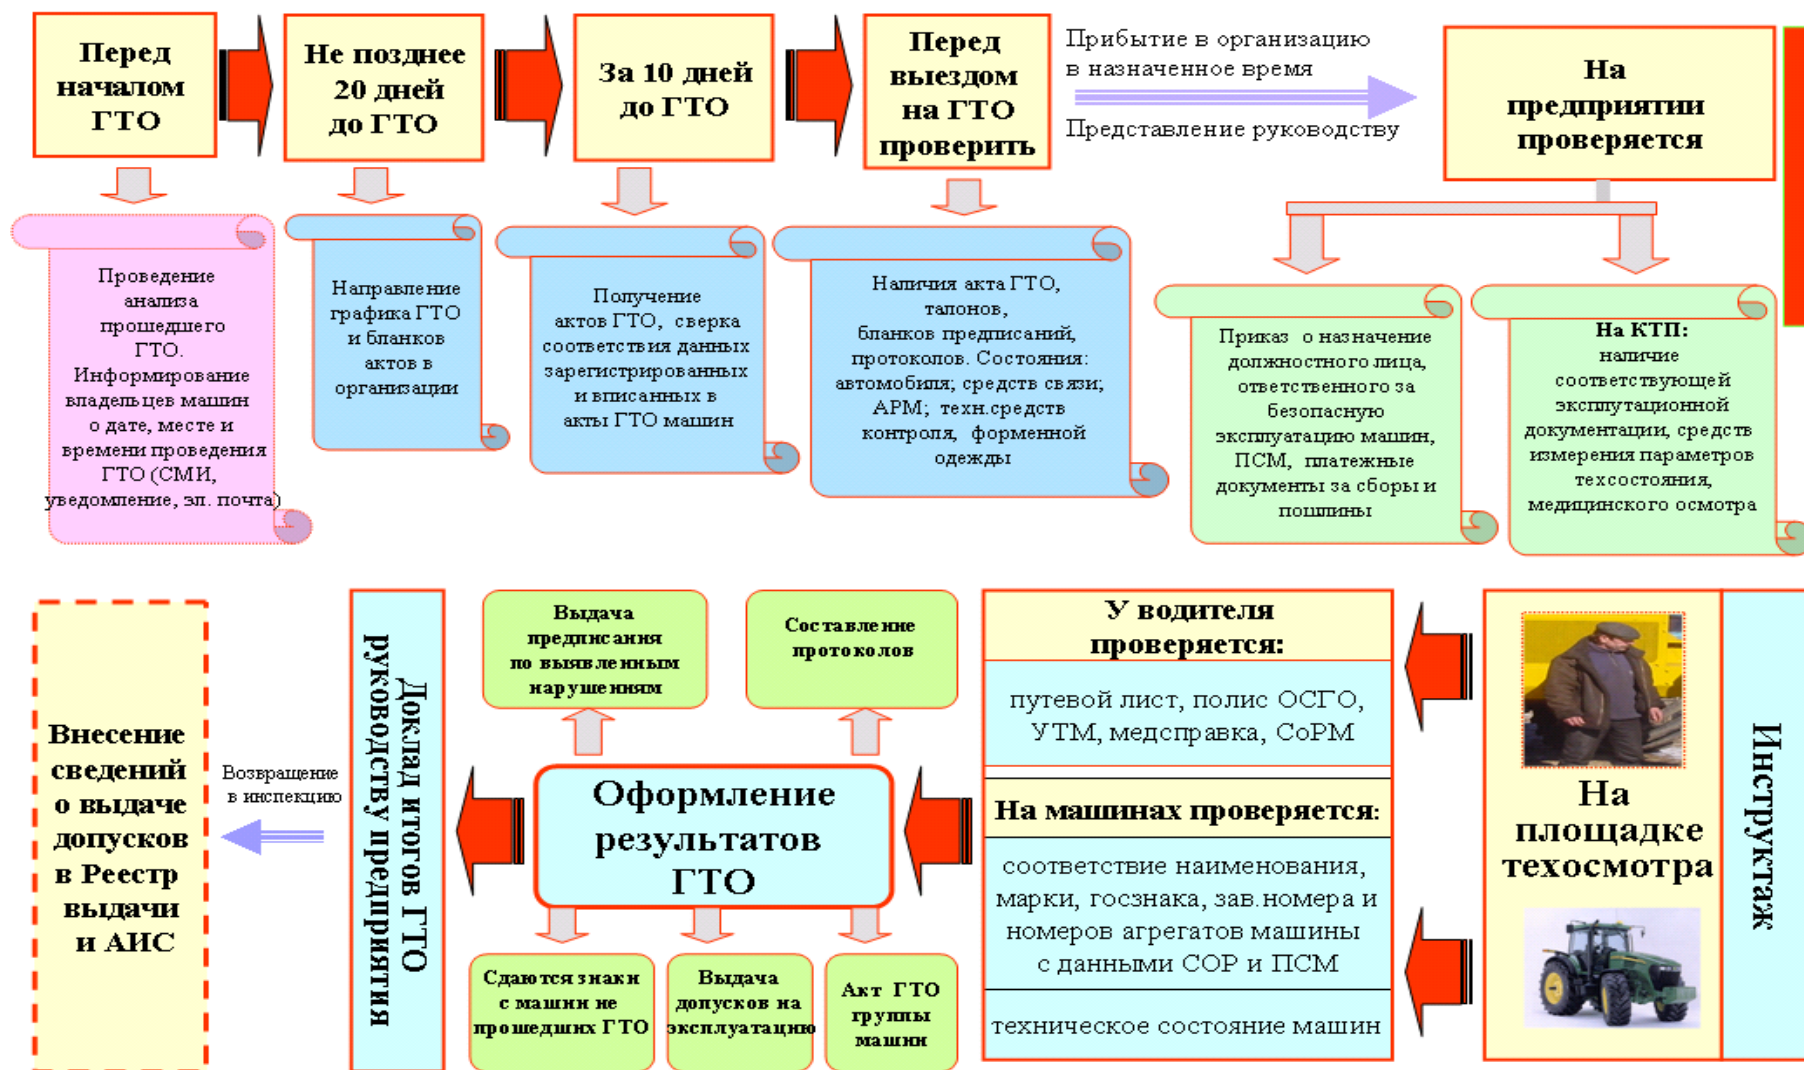 Перед
началом
ГТО
Не позднее
20 дней
до ГТО
За 10 дней
до ГТО
Перед
выездом
на ГТО
проверить
Прибытие в организацию
в назначенное время
Представление руководству
На
предприятии
проверяется
Проведение
анализа
прошедшего
ГТО.
Информирование
владельцев машин
о дате, месте и
времени проведения
ГТО (СМИ,
уведомление, эл. почта)
Направление
графика ГТО
и бланков
актов в
организации
Получение
актов ГТО, сверка
соответствия данных
зарегистрированных
и вписанных в
акты ГТО машин
Наличия акта ГТО,
талонов,
бланков предписаний,
протоколов. Состояния:
автомобиля; средств связи;
АРМ; техн.средств
контроля, форменной
одежды
Приказ о назначение
должностного лица,
ответственного за
безопасную
эксплуатацию машин,
ПСМ, платежные
документы за сборы и
пошлины
На КТП:
наличие
соответствующей
эксплутационной
документации, средств
измерения параметров
техсостояния,
медицинского осмотра
Внесение
сведений
о выдаче
допусков
в Реестр
выдачи
и АИС
Возвращение
в инспекцию
Доклад итогов ГТО
руководству предприятия
Выдача
предписания
по выявленным
нарушениям
Составление
протоколов
Оформление
результатов
ГТО
Сдаются знаки
с машин не
прошедших ГТО
Выдача
допусков на
эксплуатацию
Акт ГТО
группы
машин
У водителя
проверяется:
путевой лист, полис ОСГО,
УТМ, медсправка, СоРМ
На машинах проверяется:
соответствие наименования,
марки, госзнака, зав.номера и
номеров агрегатов машины
с данными СОР и ПСМ
техническое состояние машин
На
площадке
техосмотра
Инструктаж